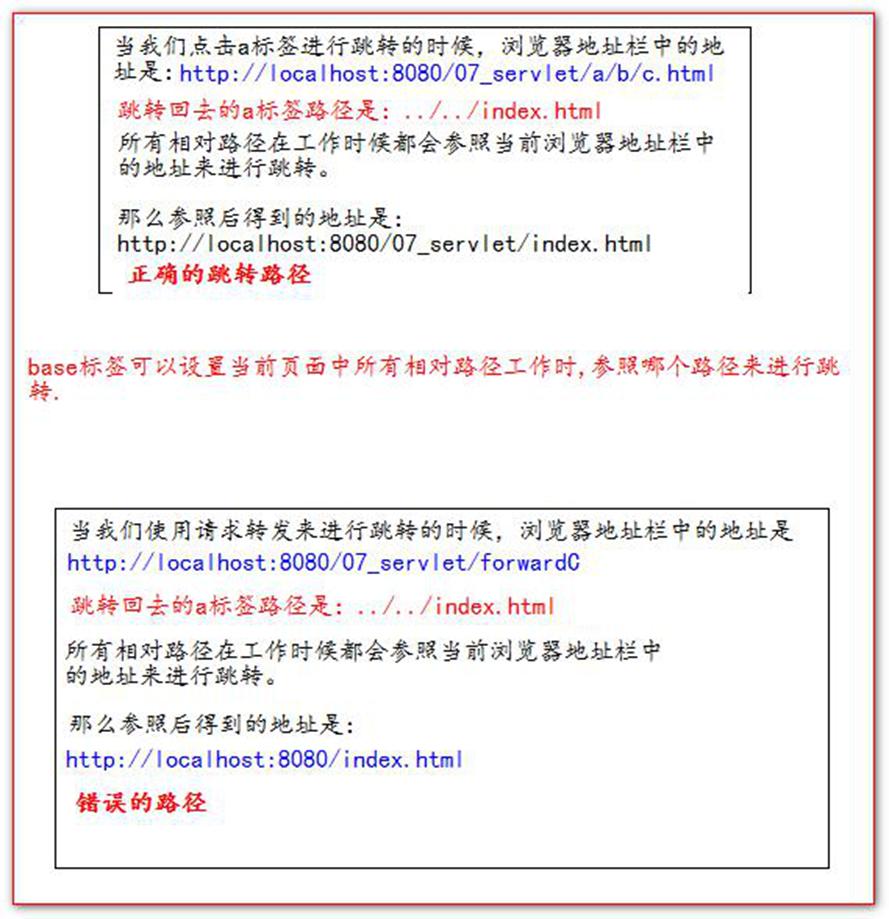 当我们点击a标签进行跳转的时候，浏览器地址栏中的地
址是:http://localhost:8080/07_servlet/a/b/c.html
跳转回去的a标签路径是：../../index.html
所有相对路径在工作时候都会参照当前浏览器地址栏中
的地址来进行跳转。
那么参照后得到的地址是：
http://localhost:8080/07_servlet/index.html
正确的跳转路径
base标签可以设置当前页面中所有相对路径工作时,参照哪个路径来进行跳
转.
当我们使用请求转发来进行跳转的时候，浏览器地址栏中的地址是
http://localhost:8080/07_servlet/forwardC
跳转回去的a标签路径是：../../index.html
所有相对路径在工作时候都会参照当前浏览器地址栏中
的地址来进行跳转。
那么参照后得到的地址是：
http://localhost:8080/index.html
错误的路径